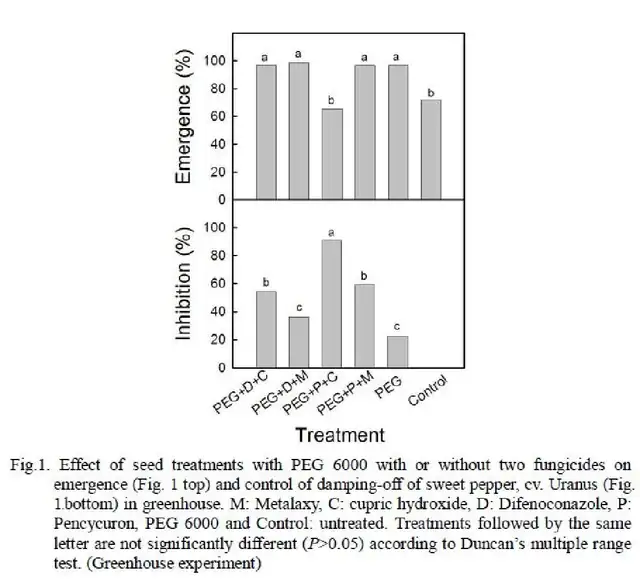 Emergence (%)
100
80
60
40
20
0
a
a
b
a
a
b
Inhibition (%)
100
80
60
40
20
0
b
c
a
b
c
PEG+D+C
PEG+D+M
PEG+P+C
PEG+P+M
PEG
Control
Treatment
Fig.1. Effect of seed treatments with PEG 6000 with or without two fungicides on
emergence (Fig. 1 top) and control of damping-off of sweet pepper, cv. Uranus (Fig.
1.bottom) in greenhouse. M: Metalaxy, C: cupric hydroxide, D: Difenoconazole, P:
Pencycuron, PEG 6000 and Control: untreated. Treatments followed by the same
letter are not significantly different (P>0.05) according to Duncan's multiple range
test. (Greenhouse experiment)